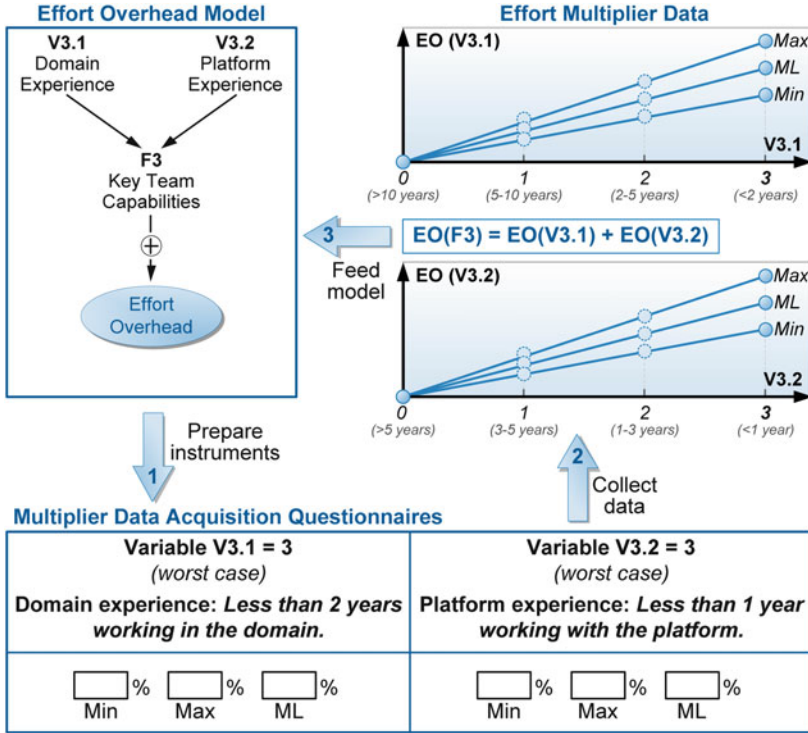 Effort Overhead Model
V3.1
Domain
Experience
V3.2
Platform
Experience
F3
Key Team
Capabilities
+
Effort
Overhead
Effort Multiplier Data
EO (V3.1)
Max
ML
Min
V3.1
0
1
2
3
(>10 years)
(5-10 years)
(2-5 years)
(<2 years)
3
Feed
model
EO(F3) = EO(V3.1) + EO(V3.2)
EO (V3.2)
Max
ML
Min
V3.2
0
1
2
3
(>5 years)
(3-5 years)
(1-3 years)
(<1 year)
1
Prepare
instruments
2
Collect
data
Multiplier Data Acquisition Questionnaires
Variable V3.1 = 3
(worst case)
Domain experience: Less than 2 years
working in the domain.
% % %
Min Max ML
Variable V3.2 = 3
(worst case)
Platform experience: Less than 1 year
working with the platform.
% % %
Min Max ML